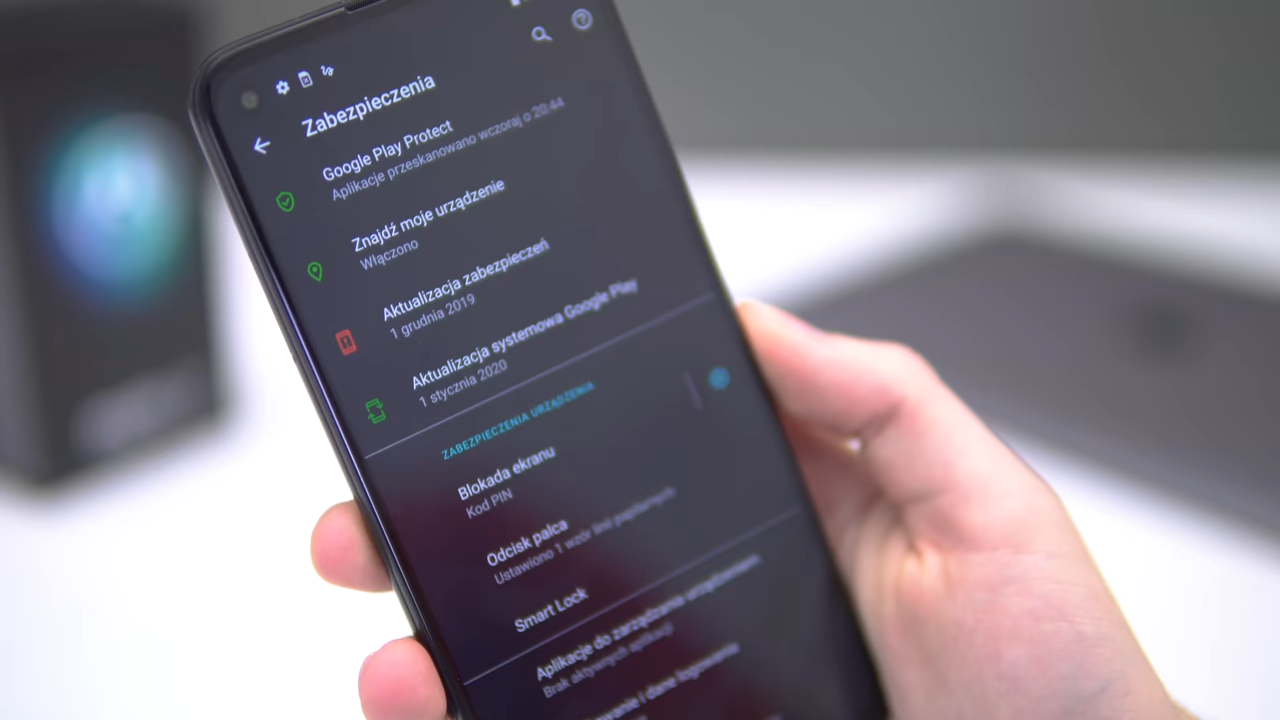 Zabezpieczenia
Google Play Protect
Aplikacje przeskanowano wczoraj o 20:44
Znajdź moje urządzenie
Włączono
Aktualizacja zabezpieczeń
1 grudnia 2019
Aktualizacja systemowa Google Play
1 stycznia 2020
ZABEZPIECZENIA URZĄDZENIA
Blokada ekranu
Kod PIN
Odcisk palca
Ustawiono 1 wzór linii papilarnych
Smart Lock
Aplikacje do zarządzania urządzeniem
Brak aktywnych aplikacji
i dane logowania